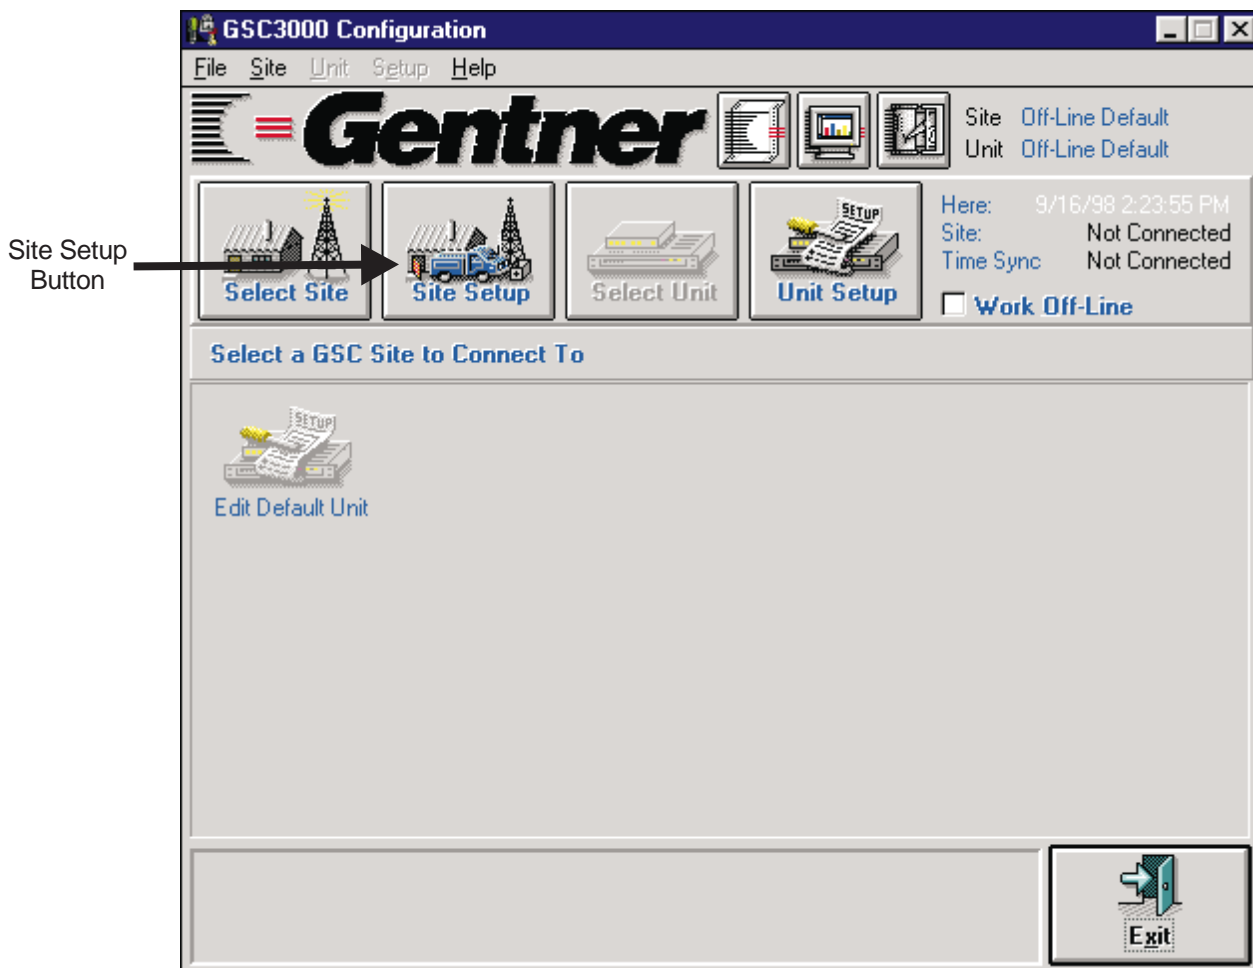 GSC3000 Configuration
File Site Unit Setup Help
Gentner
Site Off-Line Default
Unit Off-Line Default
Site Setup
Button
Select Site
Site Setup
Select Unit
SETUP
Unit Setup
Here: 9/16/98 2:23:55 PM
Site: Not Connected
Time Sync Not Connected
Work Off-Line
Select a GSC Site to Connect To
SETUP
Edit Default Unit
Exit